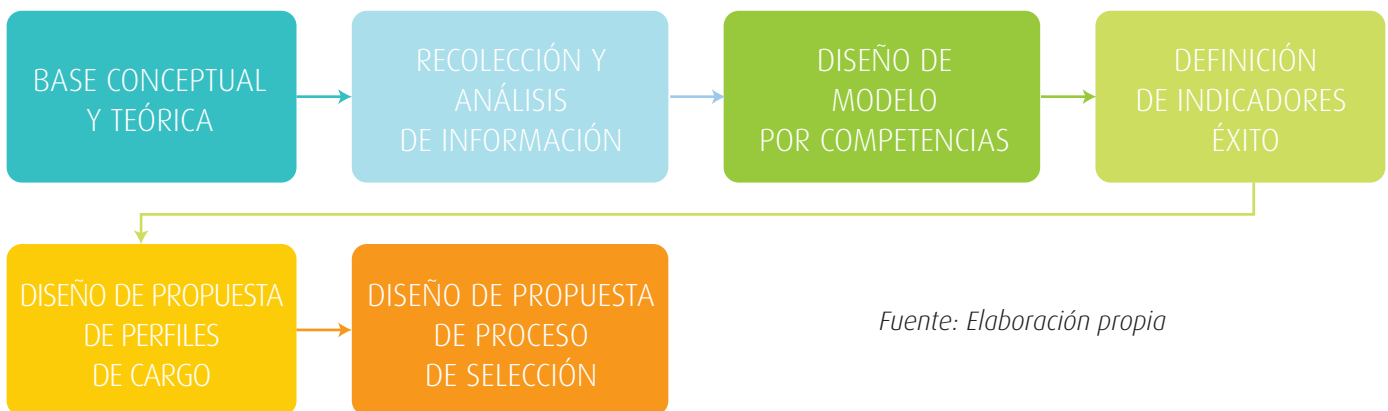 BASE CONCEPTUAL
Y TEÓRICA
RECOLECCIÓN Y
ANÁLISIS
DE INFORMACIÓN
DISEÑO DE
MODELO
POR COMPETENCIAS
DEFINICIÓN
DE INDICADORES
ÉXITO
DISEÑO DE PROPUESTA
DE PERFILES
DE CARGO
DISEÑO DE PROPUESTA
DE PROCESO
DE SELECCIÓN
Fuente: Elaboración propia